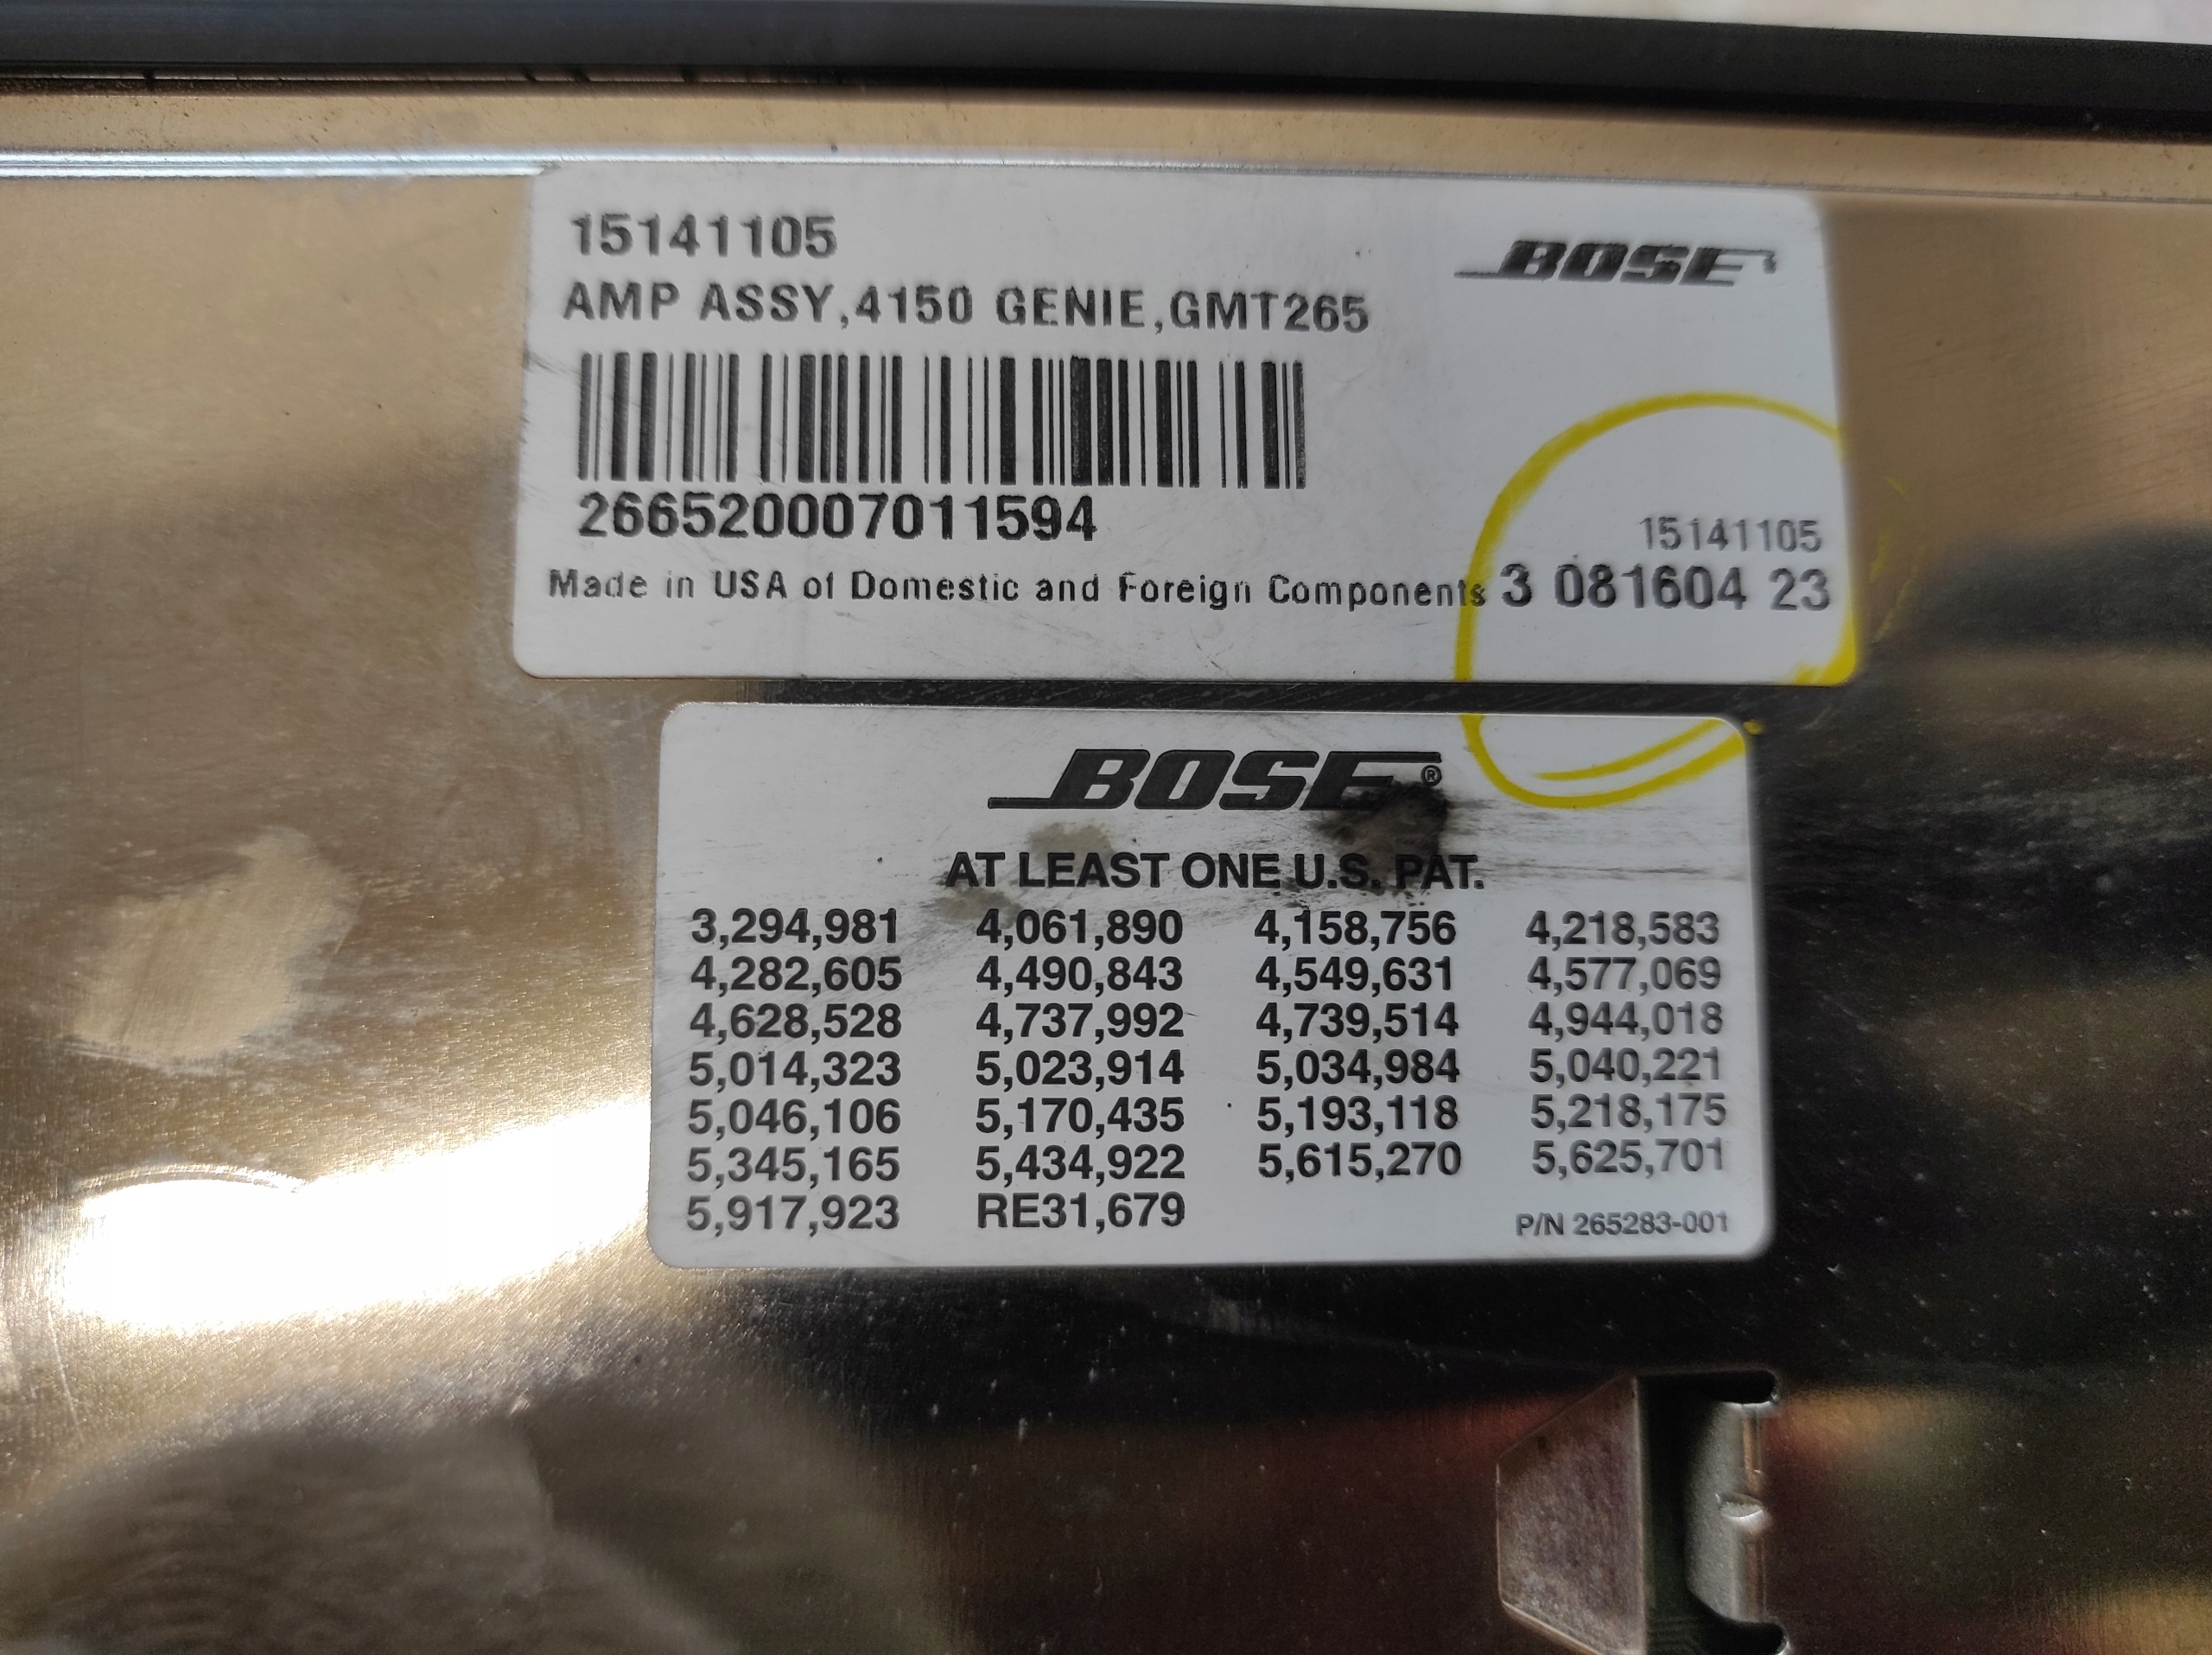 15141105
BOSE
AMP ASSY,4150 GENIE,GMT265
266520007011594
15141105
Made in USA of Domestic and Foreign Components 3 081604 23
BOSE®
AT LEAST ONE U.S. PAT.
3,294,981 4,061,890 4,158,756 4,218,583
4,282,605 4,490,843 4,549,631 4,577,069
4,628,528 4,737,992 4,739,514 4,944,018
5,014,323 5,023,914 5,034,984 5,040,221
5,046,106 5,170,435 5,193,118 5,218,175
5,345,165 5,434,922 5,615,270 5,625,701
5,917,923 RE31,679
P/N 265283-001